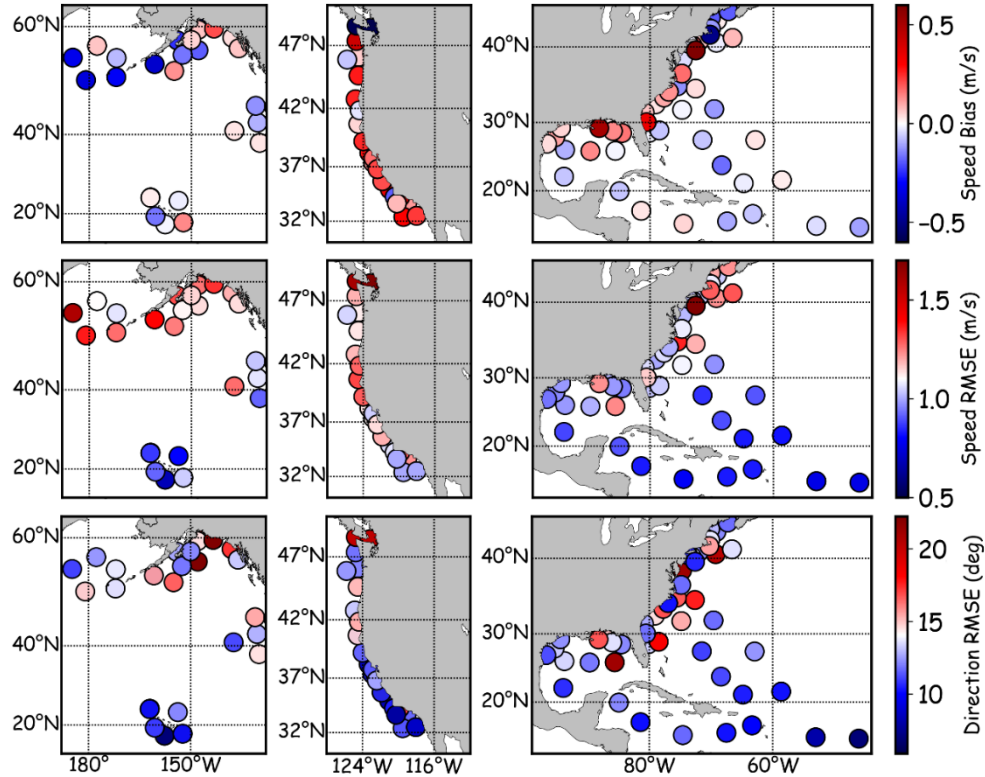 60°N
40°N
20°N
47°N
42°N
37°N
32°N
40°N
30°N
20°N
0.5
0.0
−0.5
Speed Bias (m/s)
60°N
40°N
20°N
47°N
42°N
37°N
32°N
40°N
30°N
20°N
1.5
1.0
0.5
Speed RMSE (m/s)
60°N
40°N
20°N
47°N
42°N
37°N
32°N
40°N
30°N
20°N
20
15
10
Direction RMSE (deg)
180° 150°W 124°W 116°W 80°W 60°W